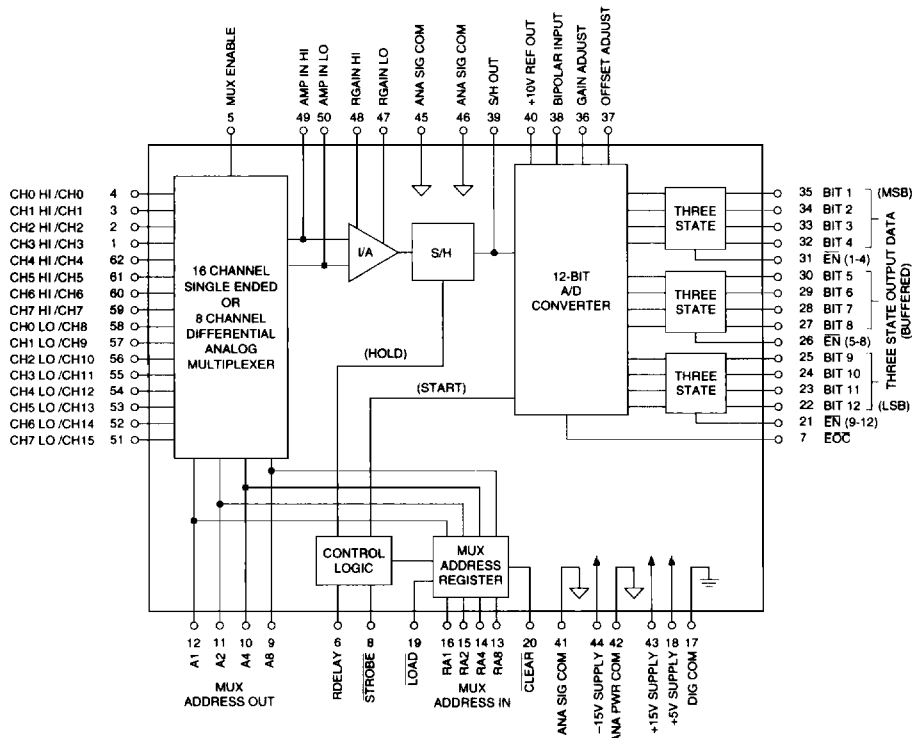 MUX ENABLE 5
AMP IN HI 49
AMP IN LO 50
RGAIN HI 48
RGAIN LO 47
ANA SIG COM 45
ANA SIG COM 46
S/H OUT 39
+10V REF OUT 40
BIPOLAR INPUT 38
GAIN ADJUST 36
OFFSET ADJUST 37
CH0 HI /CH0 4
CH1 HI /CH1 3
CH2 HI /CH2 2
CH3 HI /CH3 1
CH4 HI /CH4 62
CH5 HI /CH5 61
CH6 HI /CH6 60
CH7 HI /CH7 59
CH0 LO /CH8 58
CH1 LO /CH9 57
CH2 LO /CH10 56
CH3 LO /CH11 55
CH4 LO /CH12 54
CH5 LO /CH13 53
CH6 LO /CH14 52
CH7 LO /CH15 51
16 CHANNEL
SINGLE ENDED
OR
8 CHANNEL
DIFFERENTIAL
ANALOG
MULTIPLEXER
I/A
S/H
(HOLD)
(START)
12-BIT
A/D
CONVERTER
THREE
STATE
THREE
STATE
THREE
STATE
35 BIT 1 (MSB)
34 BIT 2
33 BIT 3
32 BIT 4
31 EN (1-4)
30 BIT 5
29 BIT 6
28 BIT 7
27 BIT 8
26 EN (5-8)
25 BIT 9
24 BIT 10
23 BIT 11
22 BIT 12 (LSB)
21 EN (9-12)
7 EOC
THREE STATE OUTPUT DATA
(BUFFERED)
CONTROL
LOGIC
MUX
ADDRESS
REGISTER
12 A1
11 A2
10 A4
9 A8
MUX
ADDRESS OUT
6 RDELAY
8 STROBE
19 LOAD
16 RA1
15 RA2
14 RA4
13 RA8
MUX
ADDRESS IN
20 CLEAR
41 ANA SIG COM
44 -15V SUPPLY
42 ANA PWR COM
43 +15V SUPPLY
18 +5V SUPPLY
17 DIG COM